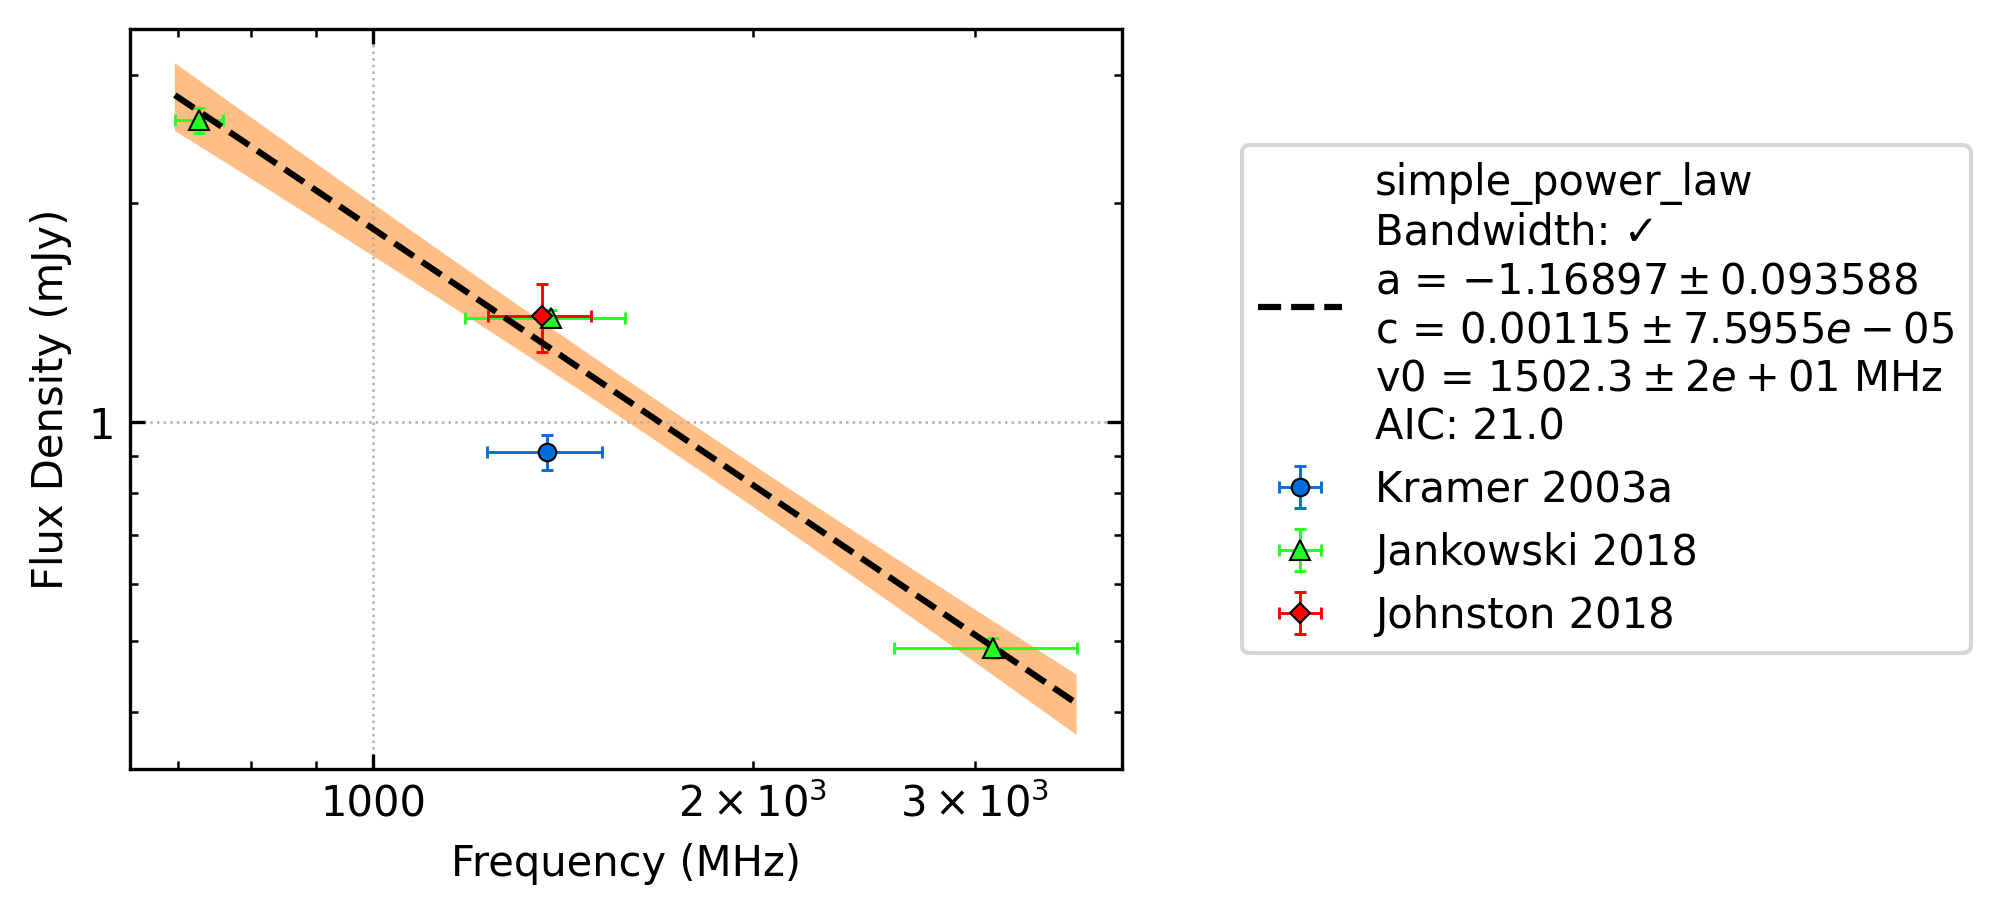 Flux Density (mJy)
1
1000
2 × 10³
3 × 10³
Frequency (MHz)
simple_power_law
Bandwidth: ✓
a = −1.16897 ± 0.093588
c = 0.00115 ± 7.5955e − 05
v0 = 1502.3 ± 2e + 01 MHz
AIC: 21.0
Kramer 2003a
Jankowski 2018
Johnston 2018